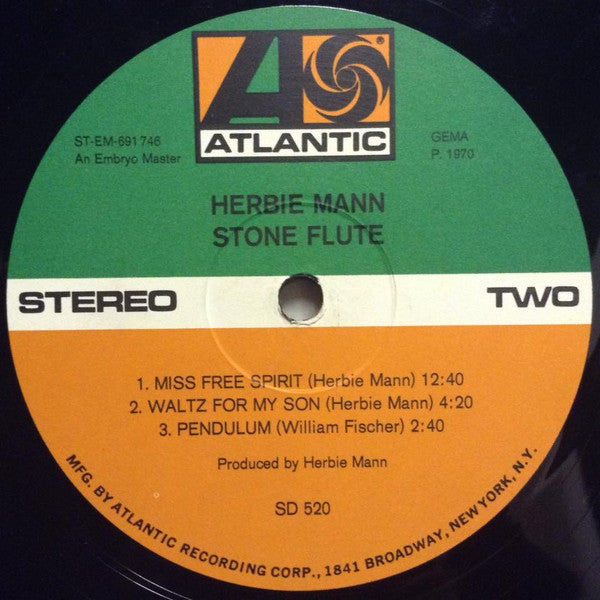 ATLANTIC
®
ST-EM-691746
An Embryo Master
GEMA
P. 1970
HERBIE MANN
STONE FLUTE
STEREO
TWO
1. MISS FREE SPIRIT (Herbie Mann) 12:40
2. WALTZ FOR MY SON (Herbie Mann) 4:20
3. PENDULUM (William Fischer) 2:40
Produced by Herbie Mann
SD 520
MFG. BY ATLANTIC RECORDING CORP., 1841 BROADWAY, NEW YORK, N.Y.